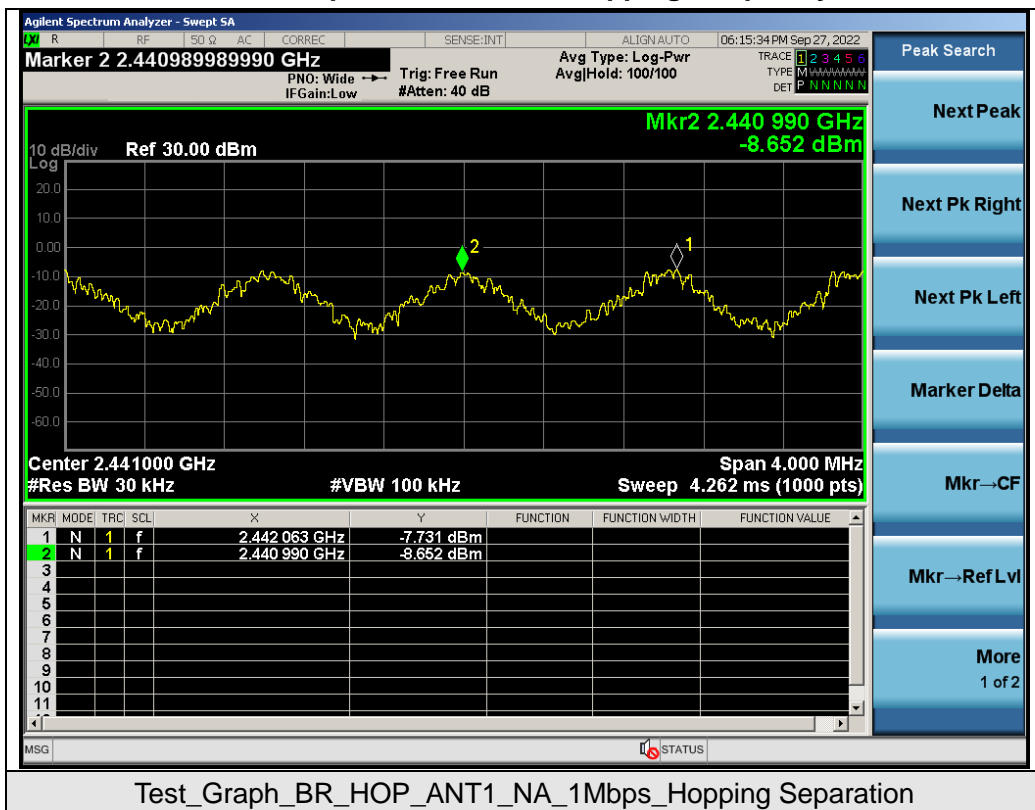 Agilent Spectrum Analyzer - Swept SA
LXI R RF 50 Ω AC CORREC SENSE:INT ALIGN AUTO 06:15:34 PM Sep 27, 2022
Marker 2 2.440989989990 GHz
PNO: Wide Trig: Free Run Avg Type: Log-Pwr TRACE 1 2 3 4 5 6
IFGain:Low #Atten: 40 dB Avg|Hold: 100/100 TYPE M WWWWW
DET P N N N N N
Peak Search
Next Peak
Next Pk Right
Next Pk Left
Marker Delta
Mkr→CF
Mkr→Ref Lvl
More
1 of 2
Mkr2 2.440 990 GHz
-8.652 dBm
10 dB/div Ref 30.00 dBm
Log
20.0
10.0
0.00
-10.0
-20.0
-30.0
-40.0
-50.0
-60.0
2
1
Center 2.441000 GHz Span 4.000 MHz
#Res BW 30 kHz #VBW 100 kHz Sweep 4.262 ms (1000 pts)
MKR MODE TRC SCL X Y FUNCTION FUNCTION WIDTH FUNCTION VALUE
1 N 1 f 2.442 063 GHz -7.731 dBm
2 N 1 f 2.440 990 GHz -8.652 dBm
3
4
5
6
7
8
9
10
11
MSG STATUS
Test_Graph_BR_HOP_ANT1_NA_1Mbps_Hopping Separation